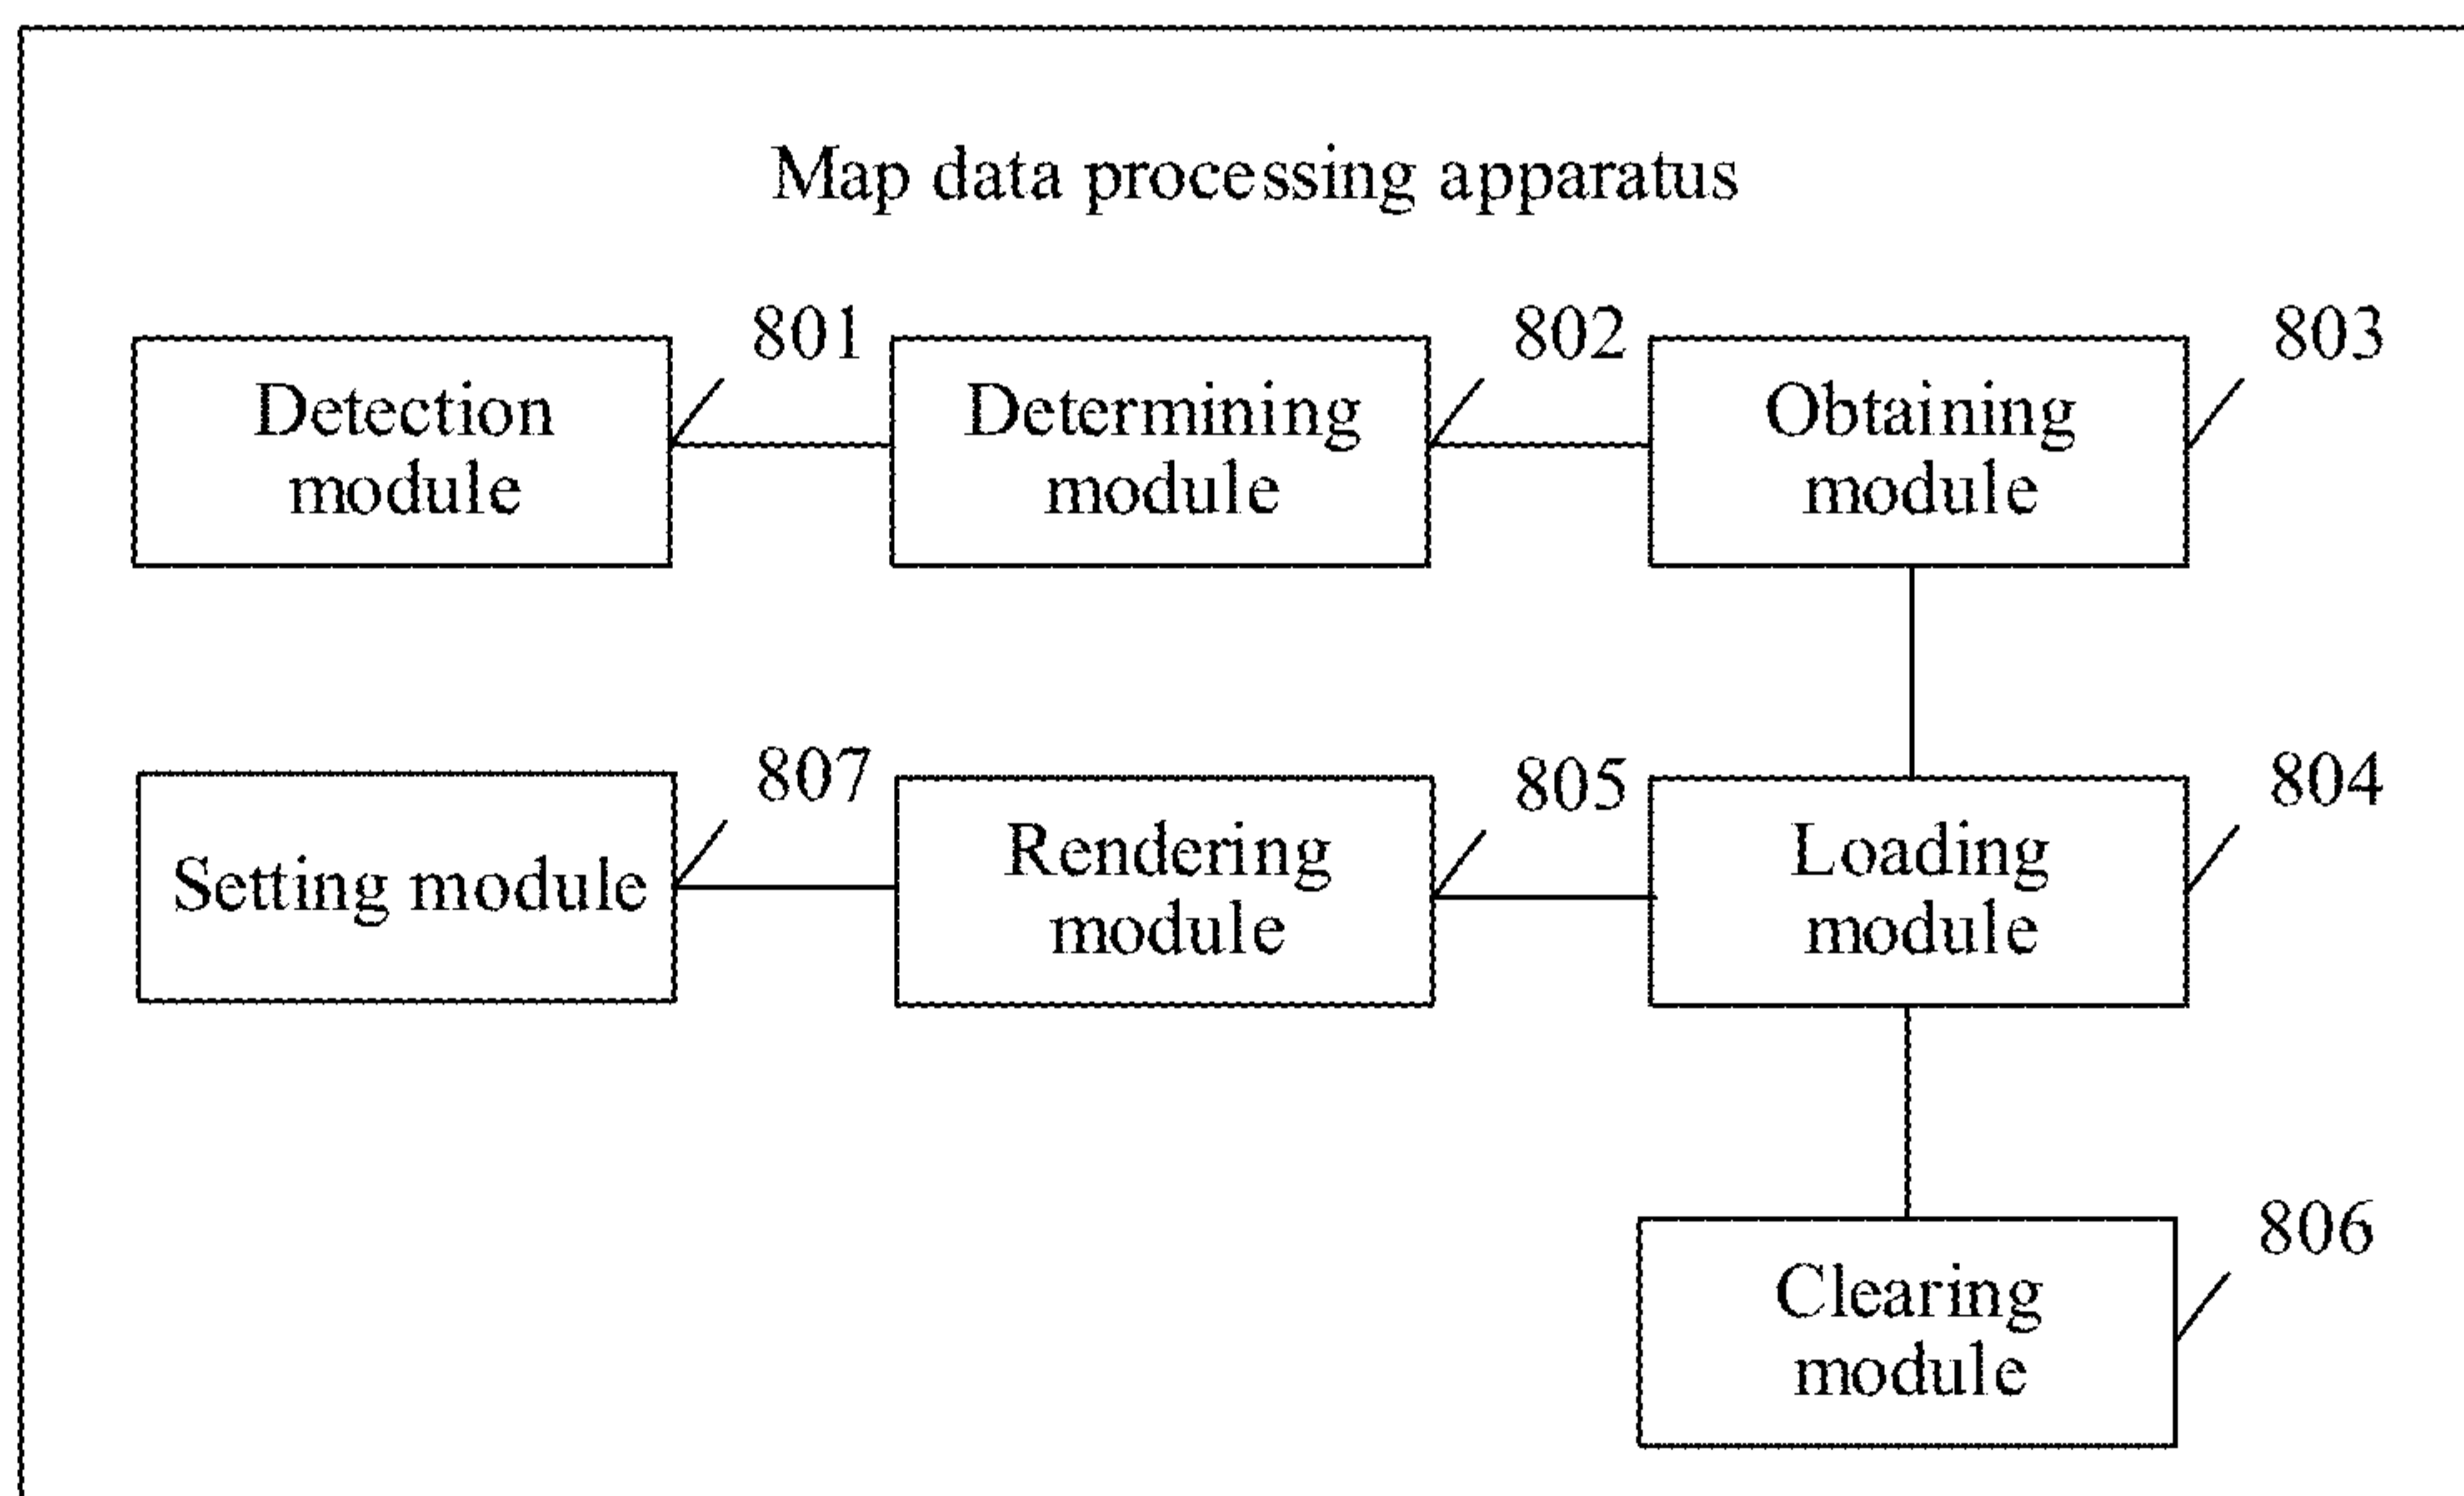 Map data processing apparatus
801
802
803
Detection
module
Determining
module
Obtaining
module
807
805
804
Setting module
Rendering
module
Loading
module
806
Clearing
module